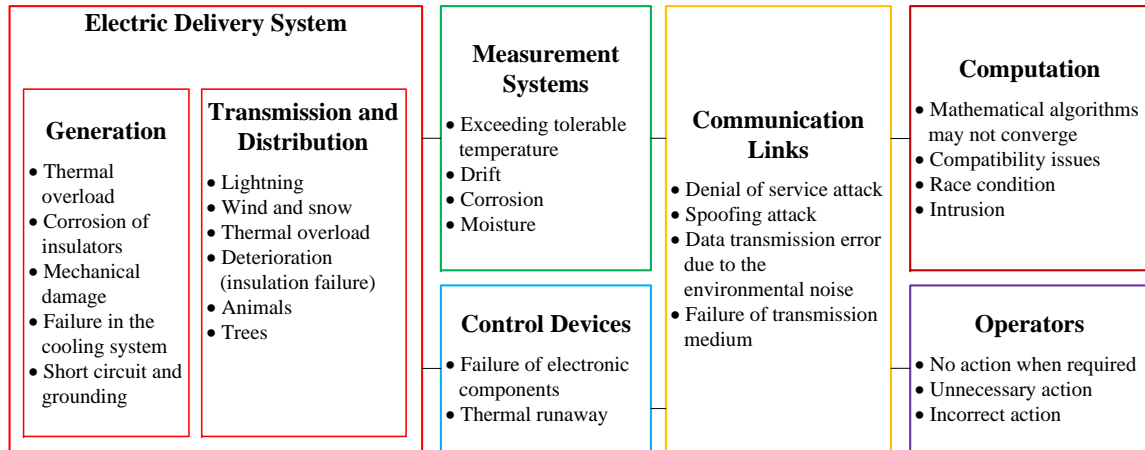 Electric Delivery System
Generation
• Thermal
overload
• Corrosion of
insulators
• Mechanical
damage
• Failure in the
cooling system
• Short circuit and
grounding
Transmission and
Distribution
• Lightning
• Wind and snow
• Thermal overload
• Deterioration
(insulation failure)
• Animals
• Trees
Measurement
Systems
• Exceeding tolerable
temperature
• Drift
• Corrosion
• Moisture
Control Devices
• Failure of electronic
components
• Thermal runaway
Communication
Links
• Denial of service attack
• Spoofing attack
• Data transmission error
due to the
environmental noise
• Failure of transmission
medium
Computation
• Mathematical algorithms
may not converge
• Compatibility issues
• Race condition
• Intrusion
Operators
• No action when required
• Unnecessary action
• Incorrect action